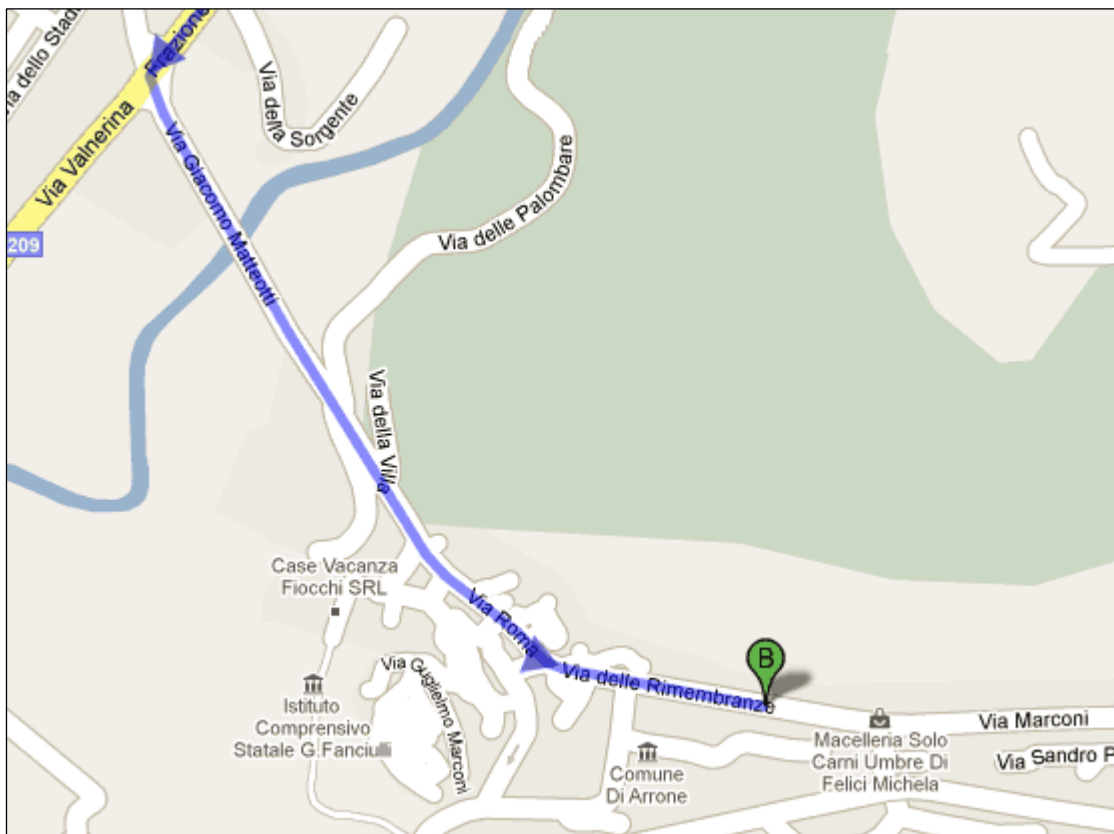 Via dello Stad
Frazione
Via della
Sorgente
Via Valnerina
209
Via Giacomo Matteotti
Via delle Palombare
Via della Villa
Case Vacanza
Fiocchi SRL
Via Roma
Via delle Rimembranze
B
Via Guglielmo Marconi
Istituto
Comprensivo
Statale G.Fanciulli
Comune
Di Arrone
Macelleria Solo
Carni Umbre Di
Felici Michela
Via Marconi
Via Sandro P